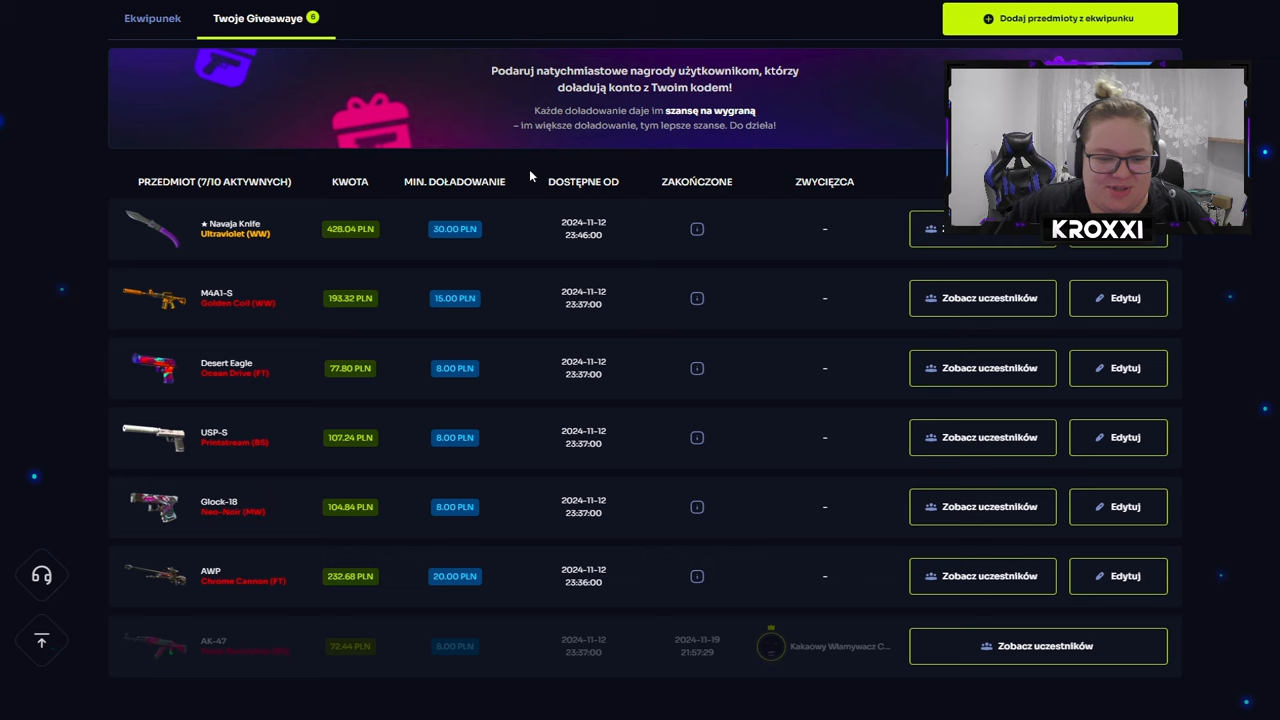 Ekwipunek
Twoje Giveawaye 6
Dodaj przedmioty z ekwipunku
Podaruj natychmiastowe nagrody użytkownikom, którzy
doładują konto z Twoim kodem!
Każde doładowanie daje im szansę na wygraną
– im większe doładowanie, tym lepsze szanse. Do dzieła!
PRZEDMIOT (7/10 AKTYWNYCH) KWOTA MIN. DOŁADOWANIE DOSTĘPNE OD ZAKOŃCZONE ZWYCIĘZCA
KROXXI
★ Navaja Knife
Ultraviolet (WW)
428.04 PLN
30.00 PLN
2024-11-12
23:46:00
-
M4A1-S
Golden Coil (WW)
193.32 PLN
15.00 PLN
2024-11-12
23:37:00
-
Zobacz uczestników
Edytuj
Desert Eagle
Ocean Drive (FT)
77.80 PLN
8.00 PLN
2024-11-12
23:37:00
-
Zobacz uczestników
Edytuj
USP-S
Printstream (BS)
107.24 PLN
8.00 PLN
2024-11-12
23:37:00
-
Zobacz uczestników
Edytuj
Glock-18
Neo-Noir (MW)
104.84 PLN
8.00 PLN
2024-11-12
23:37:00
-
Zobacz uczestników
Edytuj
AWP
Chrome Cannon (FT)
232.68 PLN
20.00 PLN
2024-11-12
23:36:00
-
Zobacz uczestników
Edytuj
AK-47
72.44 PLN
8.00 PLN
2024-11-12
23:37:00
2024-11-19
21:57:29
Kakaowy Włamywacz C...
Zobacz uczestników